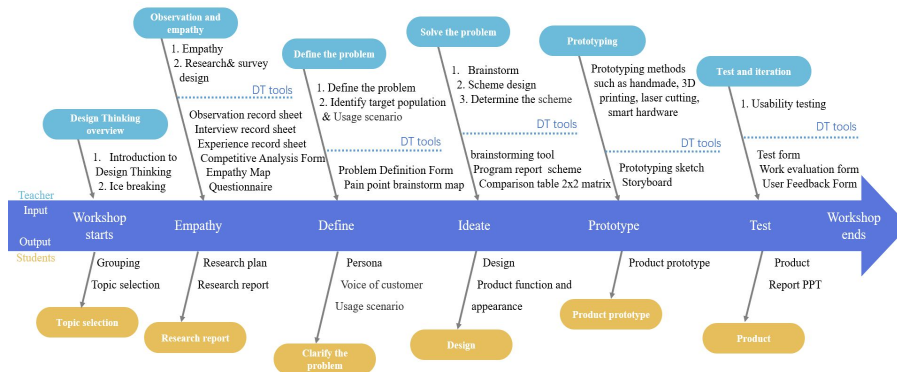 Observation and
empathy
1. Empathy
2. Research& survey
design
DT tools
Observation record sheet
Interview record sheet
Experience record sheet
Competitive Analysis Form
Empathy Map
Questionnaire
Define the problem
1. Define the problem
2. Identify target population
& Usage scenario
DT tools
Problem Definition Form
Pain point brainstorm map
Solve the problem
1. Brainstorm
2. Scheme design
3. Determine the scheme
DT tools
brainstorming tool
Program report scheme
Comparison table 2x2 matrix
Prototyping
Prototyping methods
such as handmade, 3D
printing, laser cutting,
smart hardware
DT tools
Prototyping sketch
Storyboard
Test and iteration
1. Usability testing
DT tools
Test form
Work evaluation form
User Feedback Form
Design Thinking
overview
1. Introduction to
Design Thinking
2. Ice breaking
Teacher
Input
Output
Students
Workshop
starts
Empathy
Define
Ideate
Prototype
Test
Workshop
ends
Grouping
Topic selection
Topic selection
Research plan
Research report
Research report
Persona
Voice of customer
Usage scenario
Clarify the
problem
Design
Product function and
appearance
Design
Product prototype
Product prototype
Product
Report PPT
Product